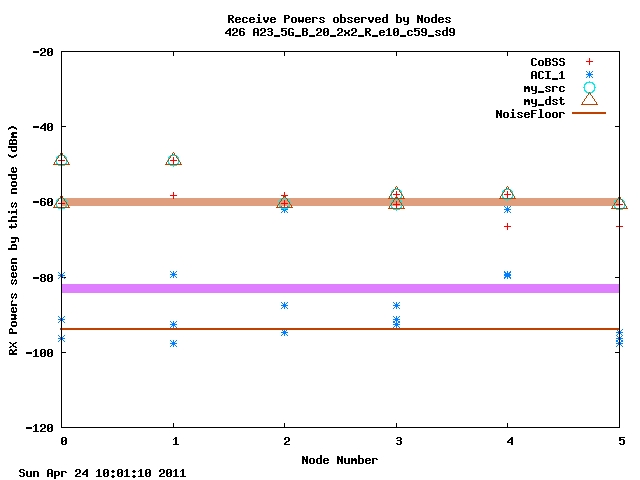 Receive Powers observed by Nodes
426 A23_5G_B_20_2x2_R_e10_c59_sd9
CoBSS
ACI_1
my_src
my_dst
NoiseFloor
RX Powers seen by this node (dBm)
-20
-40
-60
-80
-100
-120
0 1 2 3 4 5
Node Number
Sun Apr 24 10:01:10 2011